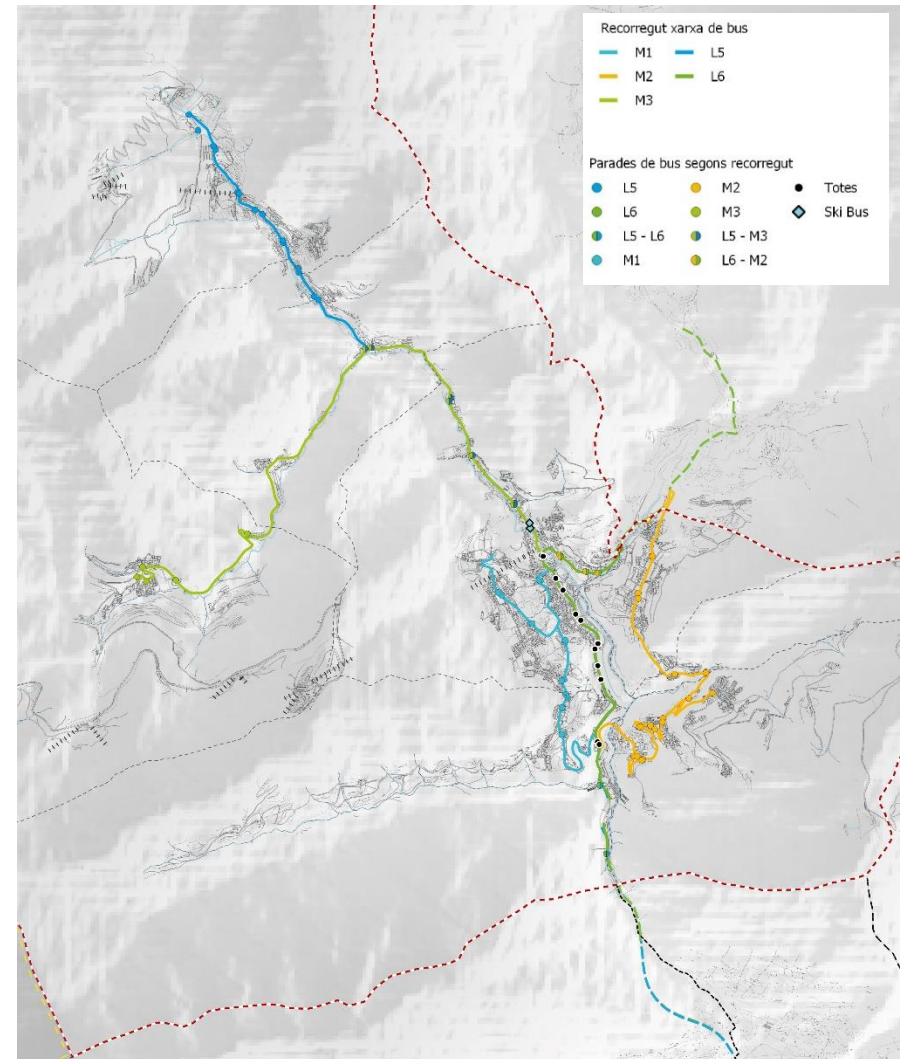 Recorregut xarxa de bus
M1 L5
M2 L6
M3
Parades de bus segons recorregut
L5 M2 Totes
L6 M3 Ski Bus
L5 - L6 L5 - M3
M1 L6 - M2